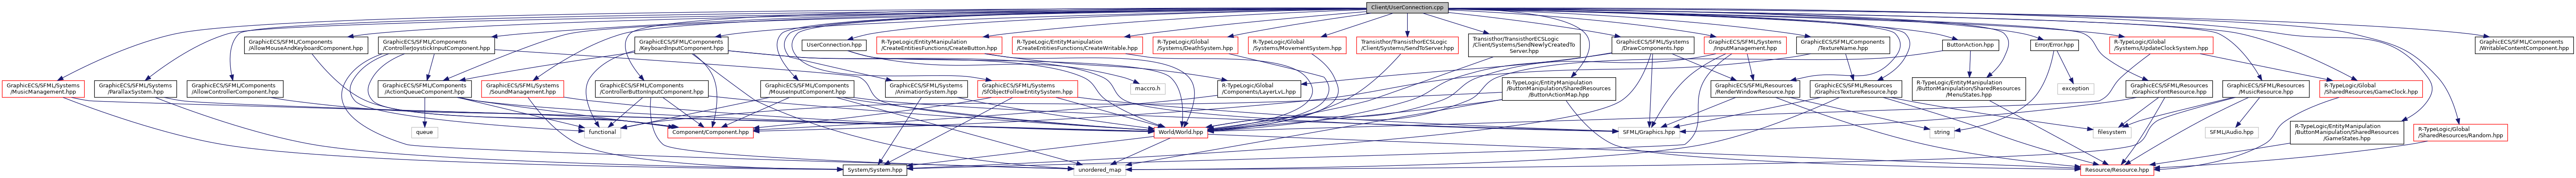 Client/UserConnection.cpp
GraphicECS/SFML/Components
/AllowMouseAndKeyboardComponent.hpp
GraphicECS/SFML/Components
/ControllerJoystickInputComponent.hpp
GraphicECS/SFML/Components
/KeyboardInputComponent.hpp
UserConnection.hpp
R-TypeLogic/EntityManipulation
/CreateEntitiesFunctions/CreateButton.hpp
R-TypeLogic/EntityManipulation
/CreateEntitiesFunctions/CreateWritable.hpp
R-TypeLogic/Global
/Systems/DeathSystem.hpp
R-TypeLogic/Global
/Systems/MovementSystem.hpp
Transisthor/TransisthorECSLogic
/Client/Systems/SendToServer.hpp
Transisthor/TransisthorECSLogic
/Client/Systems/SendNewlyCreatedTo
Server.hpp
GraphicECS/SFML/Systems
/DrawComponents.hpp
GraphicECS/SFML/Systems
/InputManagement.hpp
GraphicECS/SFML/Components
/TextureName.hpp
ButtonAction.hpp
Error/Error.hpp
R-TypeLogic/Global
/Systems/UpdateClockSystem.hpp
GraphicECS/SFML/Components
/WritableContentComponent.hpp
GraphicECS/SFML/Systems
/MusicManagement.hpp
GraphicECS/SFML/Systems
/ParallaxSystem.hpp
GraphicECS/SFML/Components
/AllowControllerComponent.hpp
GraphicECS/SFML/Components
/ActionQueueComponent.hpp
GraphicECS/SFML/Systems
/SoundManagement.hpp
GraphicECS/SFML/Components
/ControllerButtonInputComponent.hpp
GraphicECS/SFML/Components
/MouseInputComponent.hpp
GraphicECS/SFML/Systems
/AnimationSystem.hpp
GraphicECS/SFML/Systems
/SfObjectFollowEntitySystem.hpp
maccro.h
R-TypeLogic/Global
/Components/LayerLvL.hpp
R-TypeLogic/EntityManipulation
/ButtonManipulation/SharedResources
/ButtonActionMap.hpp
GraphicECS/SFML/Resources
/RenderWindowResource.hpp
GraphicECS/SFML/Resources
/GraphicsTextureResource.hpp
R-TypeLogic/EntityManipulation
/ButtonManipulation/SharedResources
/MenuStates.hpp
exception
GraphicECS/SFML/Resources
/GraphicsFontResource.hpp
GraphicECS/SFML/Resources
/MusicResource.hpp
R-TypeLogic/Global
/SharedResources/GameClock.hpp
queue
functional
Component/Component.hpp
World/World.hpp
SFML/Graphics.hpp
string
filesystem
SFML/Audio.hpp
R-TypeLogic/EntityManipulation
/ButtonManipulation/SharedResources
/GameStates.hpp
R-TypeLogic/Global
/SharedResources/Random.hpp
System/System.hpp
unordered_map
Resource/Resource.hpp